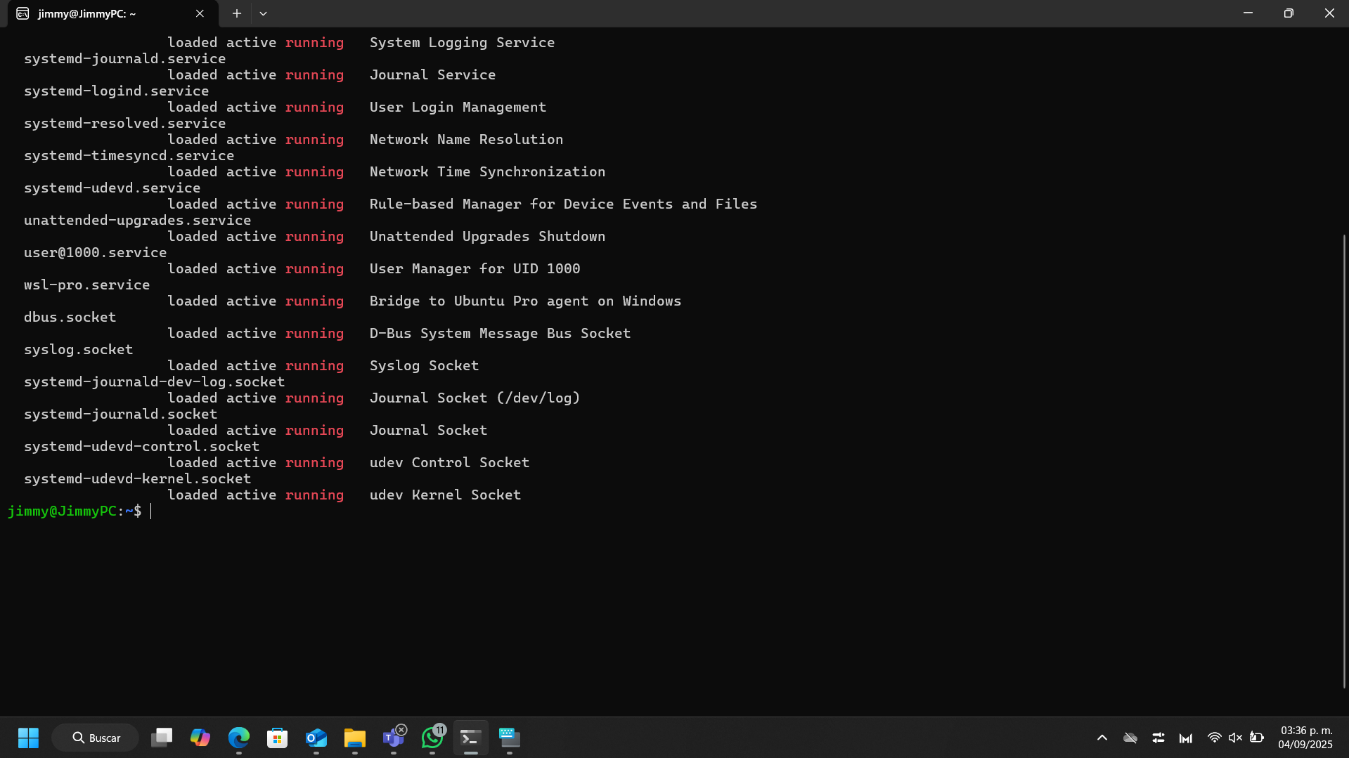 jimmy@JimmyPC: ~
loaded active running System Logging Service
systemd-journald.service
loaded active running Journal Service
systemd-logind.service
loaded active running User Login Management
systemd-resolved.service
loaded active running Network Name Resolution
systemd-timesyncd.service
loaded active running Network Time Synchronization
systemd-udevd.service
loaded active running Rule-based Manager for Device Events and Files
unattended-upgrades.service
loaded active running Unattended Upgrades Shutdown
user@1000.service
loaded active running User Manager for UID 1000
wsl-pro.service
loaded active running Bridge to Ubuntu Pro agent on Windows
dbus.socket
loaded active running D-Bus System Message Bus Socket
syslog.socket
loaded active running Syslog Socket
systemd-journald-dev-log.socket
loaded active running Journal Socket (/dev/log)
systemd-journald.socket
loaded active running Journal Socket
systemd-udevd-control.socket
loaded active running udev Control Socket
systemd-udevd-kernel.socket
loaded active running udev Kernel Socket
jimmy@JimmyPC:~$
Buscar
11
03:36 p. m.
04/09/2025